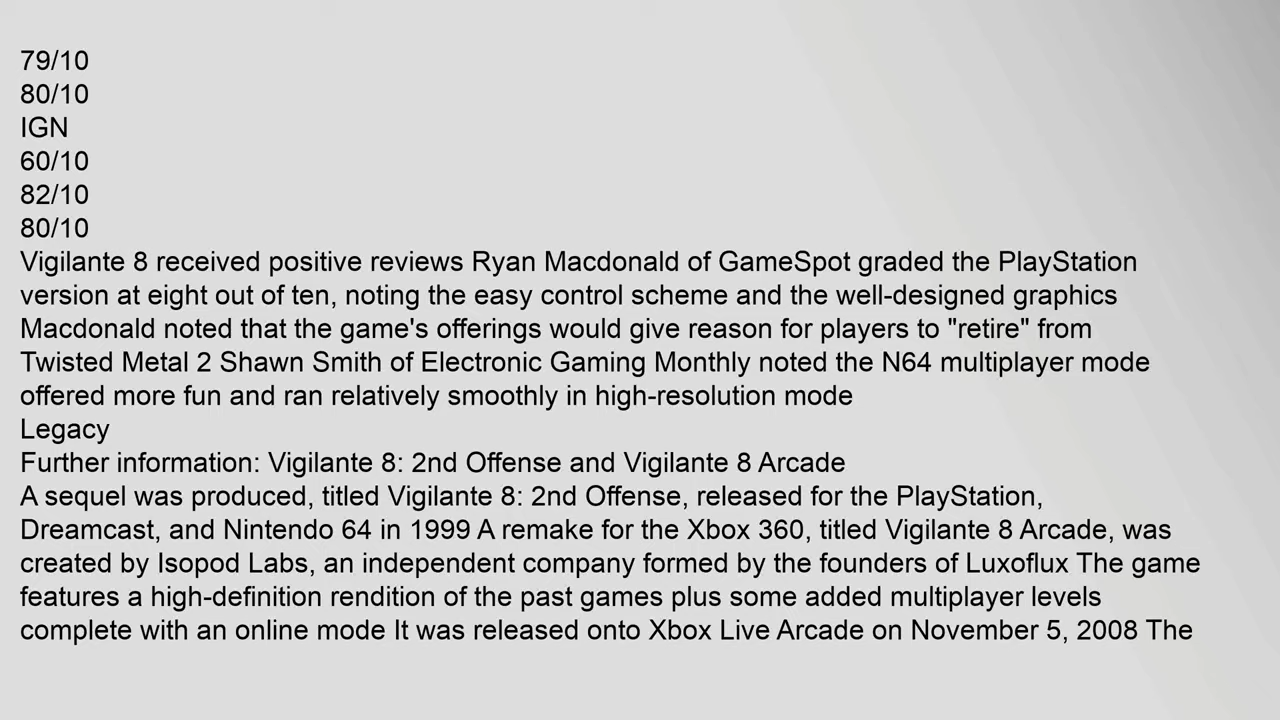 79/10
80/10
IGN
60/10
82/10
80/10
Vigilante 8 received positive reviews Ryan Macdonald of GameSpot graded the PlayStation
version at eight out of ten, noting the easy control scheme and the well-designed graphics
Macdonald noted that the game's offerings would give reason for players to "retire" from
Twisted Metal 2 Shawn Smith of Electronic Gaming Monthly noted the N64 multiplayer mode
offered more fun and ran relatively smoothly in high-resolution mode
Legacy
Further information: Vigilante 8: 2nd Offense and Vigilante 8 Arcade
A sequel was produced, titled Vigilante 8: 2nd Offense, released for the PlayStation,
Dreamcast, and Nintendo 64 in 1999 A remake for the Xbox 360, titled Vigilante 8 Arcade, was
created by Isopod Labs, an independent company formed by the founders of Luxoflux The game
features a high-definition rendition of the past games plus some added multiplayer levels
complete with an online mode It was released onto Xbox Live Arcade on November 5, 2008 The